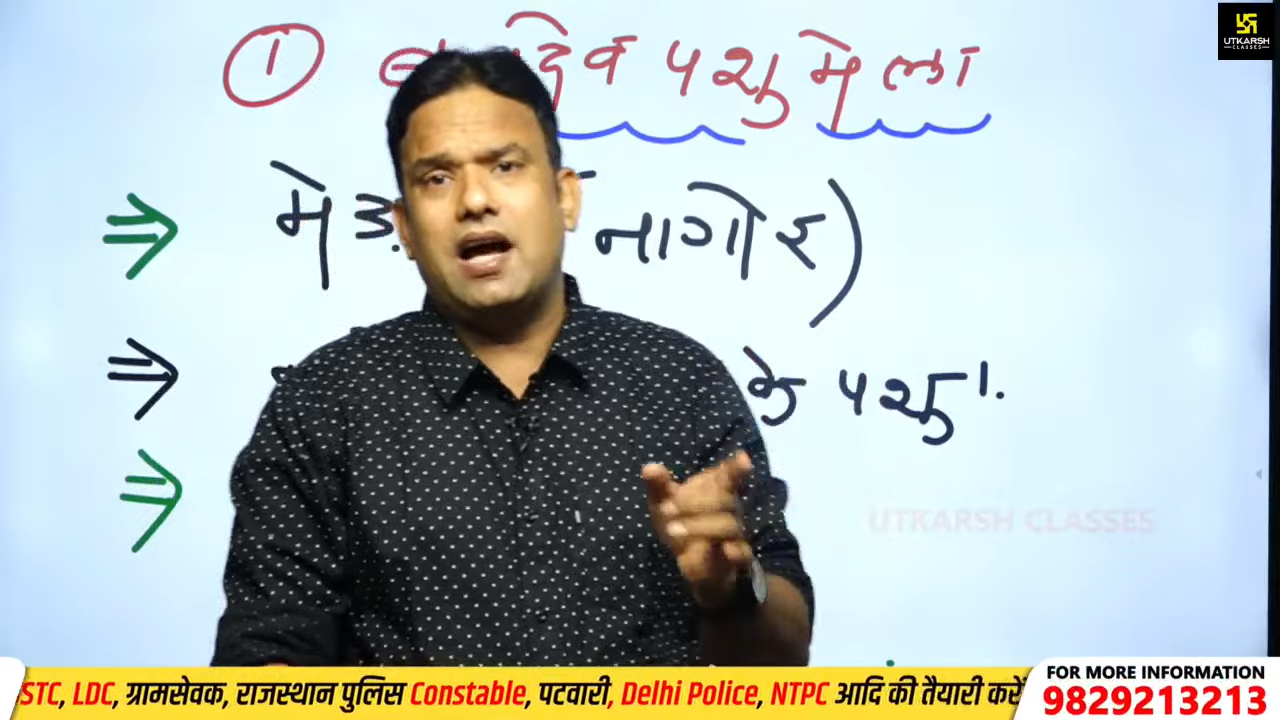 UTKARSH
CLASSES
① पशु मेला
नागोर)
के पशु।.
UTKARSH CLASSES
STC, LDC, ग्रामसेवक, राजस्थान पुलिस Constable, पटवारी, Delhi Police, NTPC आदि की तैयारी करें
FOR MORE INFORMATION
9829213213